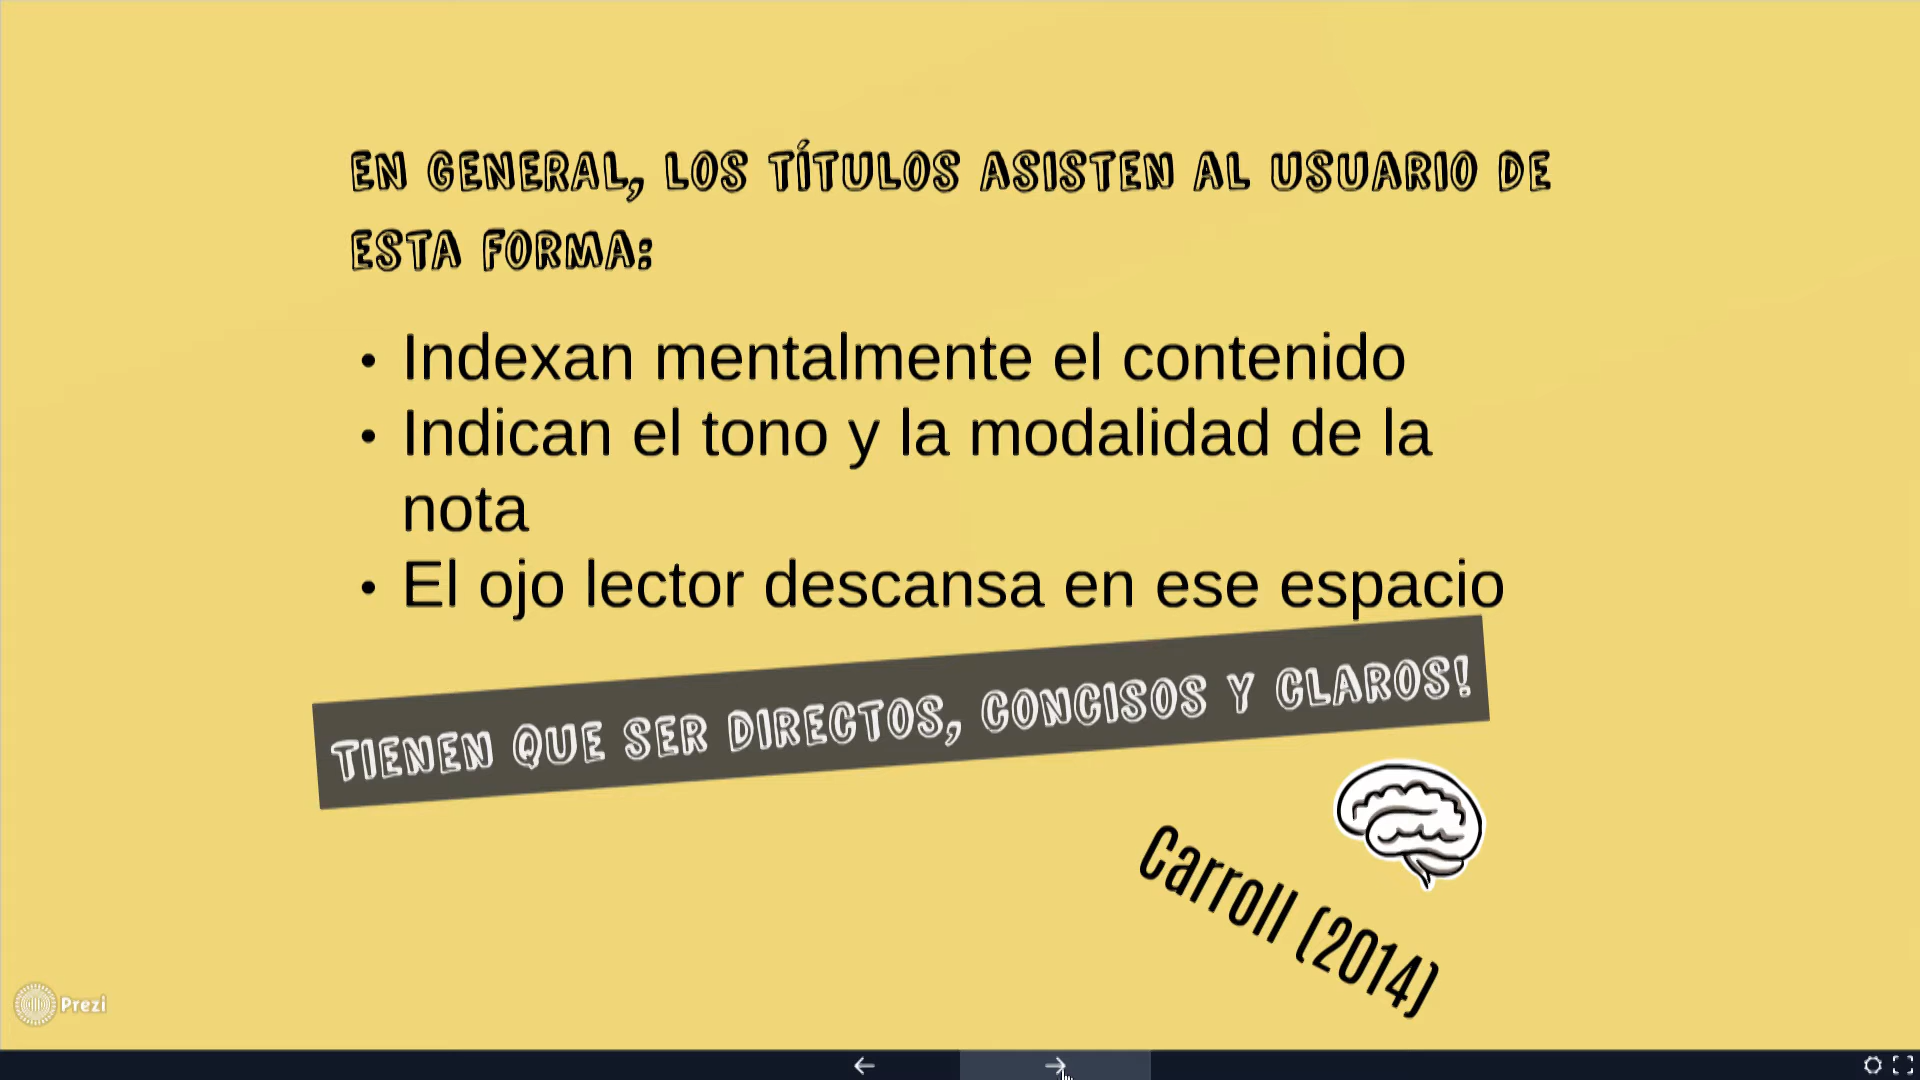 EN GENERAL, LOS TÍTULOS ASISTEN AL USUARIO DE
ESTA FORMA:
• Indexan mentalmente el contenido
• Indican el tono y la modalidad de la
nota
• El ojo lector descansa en ese espacio
TIENEN QUE SER DIRECTOS, CONCISOS Y CLAROS!
Carroll (2014)
Prezi